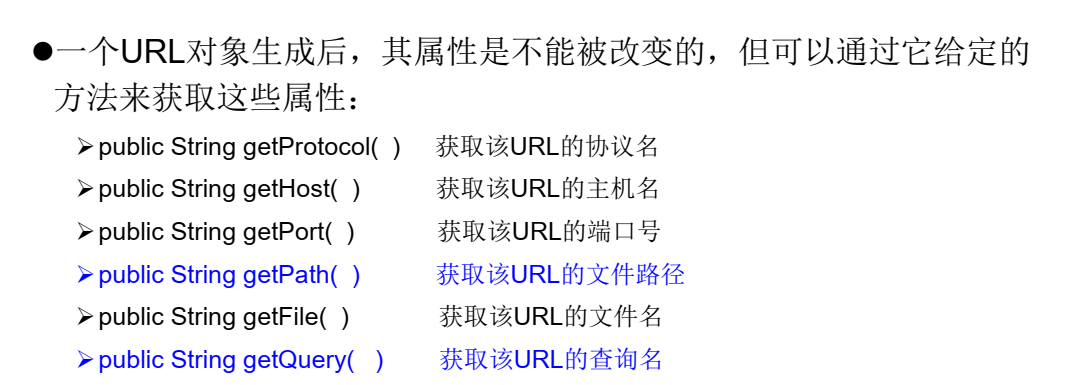 ●一个URL对象生成后，其属性是不能被改变的，但可以通过它给定的
方法来获取这些属性：
➢public String getProtocol( ) 获取该URL的协议名
➢public String getHost( ) 获取该URL的主机名
➢public String getPort( ) 获取该URL的端口号
➢public String getPath( ) 获取该URL的文件路径
➢public String getFile( ) 获取该URL的文件名
➢public String getQuery( ) 获取该URL的查询名